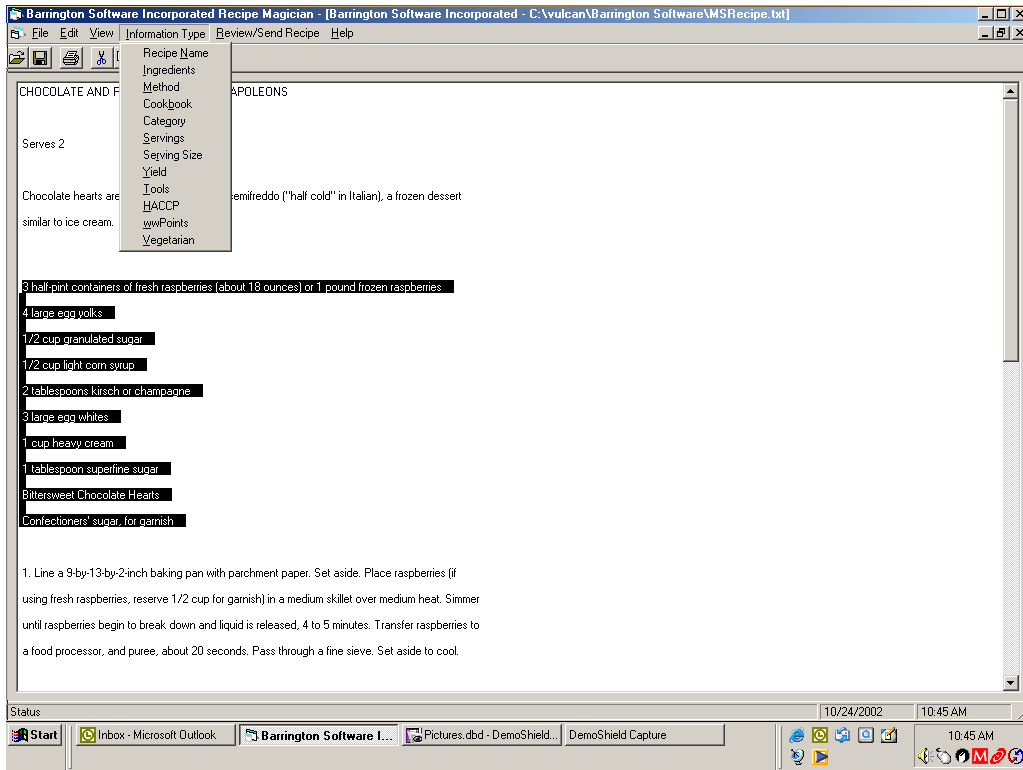 Barrington Software Incorporated Recipe Magician - [Barrington Software Incorporated - C:\vulcan\Barrington Software\MSRecipe.txt]
File Edit View Information Type Review/Send Recipe Help
Recipe Name
Ingredients
Method
Cookbook
Category
Servings
Serving Size
Yield
Tools
HACCP
wwPoints
Vegetarian
CHOCOLATE AND F APOLEONS
Serves 2
Chocolate hearts are emifreddo ("half cold" in Italian), a frozen dessert
similar to ice cream.
3 half-pint containers of fresh raspberries (about 18 ounces) or 1 pound frozen raspberries
4 large egg yolks
1/2 cup granulated sugar
1/2 cup light corn syrup
2 tablespoons kirsch or champagne
3 large egg whites
1 cup heavy cream
1 tablespoon superfine sugar
Bittersweet Chocolate Hearts
Confectioners' sugar, for garnish
1. Line a 9-by-13-by-2-inch baking pan with parchment paper. Set aside. Place raspberries (if
using fresh raspberries, reserve 1/2 cup for garnish) in a medium skillet over medium heat. Simmer
until raspberries begin to break down and liquid is released, 4 to 5 minutes. Transfer raspberries to
a food processor, and puree, about 20 seconds. Pass through a fine sieve. Set aside to cool.
Status 10/24/2002 10:45 AM
Start Inbox - Microsoft Outlook Barrington Software I... Pictures.dbd - DemoShield... DemoShield Capture 10:45 AM